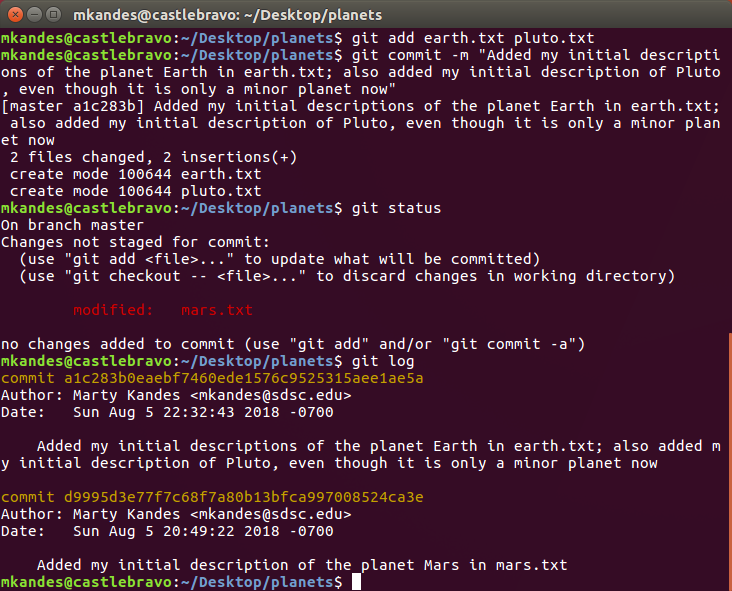 mkandes@castlebravo: ~/Desktop/planets
mkandes@castlebravo:~/Desktop/planets$ git add earth.txt pluto.txt
mkandes@castlebravo:~/Desktop/planets$ git commit -m "Added my initial descripti
ons of the planet Earth in earth.txt; also added my initial description of Pluto
, even though it is only a minor planet now"
[master a1c283b] Added my initial descriptions of the planet Earth in earth.txt;
 also added my initial description of Pluto, even though it is only a minor plan
et now
 2 files changed, 2 insertions(+)
 create mode 100644 earth.txt
 create mode 100644 pluto.txt
mkandes@castlebravo:~/Desktop/planets$ git status
On branch master
Changes not staged for commit:
  (use "git add <file>..." to update what will be committed)
  (use "git checkout -- <file>..." to discard changes in working directory)
        modified:   mars.txt
no changes added to commit (use "git add" and/or "git commit -a")
mkandes@castlebravo:~/Desktop/planets$ git log
commit a1c283b0eaebf7460ede1576c9525315aee1ae5a
Author: Marty Kandes <mkandes@sdsc.edu>
Date:   Sun Aug 5 22:32:43 2018 -0700
    Added my initial descriptions of the planet Earth in earth.txt; also added m
y initial description of Pluto, even though it is only a minor planet now
commit d9995d3e77f7c68f7a80b13bfca997008524ca3e
Author: Marty Kandes <mkandes@sdsc.edu>
Date:   Sun Aug 5 20:49:22 2018 -0700
    Added my initial description of the planet Mars in mars.txt
mkandes@castlebravo:~/Desktop/planets$